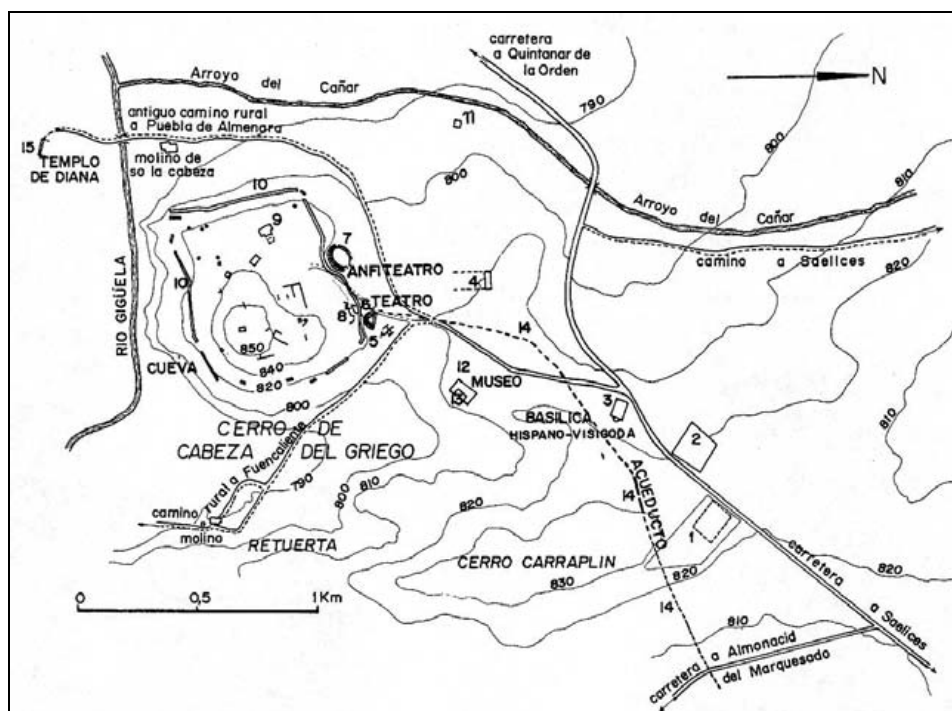 carretera
a Quintanar de
la Orden
N
Arroyo del Cañar
790
800
antiguo camino rural
a Puebla de Almenara
11
15
TEMPLO
DE DIANA
molino de
so la cabeza
800
810
10
9
7
Arroyo del Cañar
camino a Saelices
820
ANFITEATRO
4
10
TEATRO
6
8
5
14
RIO GIGÜELA
850
840
820
CUEVA
12
MUSEO
13
3
810
800
BASILICA
HISPANO-VISIGODA
2
CERRO DE
CABEZA DEL GRIEGO
camino rural a Fuencaliente
790
800
810
820
14
ACUEDUCTO
molino
RETUERTA
1
CERRO CARRAPLIN
830
820
14
carretera a Saelices
820
810
0 0,5 1Km
carretera a Almonacid
del Marquesado